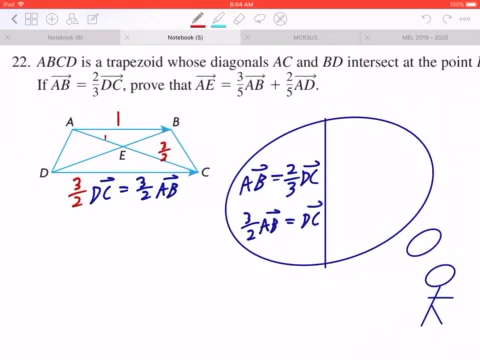 8:04 AM
100%
Notebook (6)
Notebook (5)
MCR3U3
MEL 2019 - 2020
22. ABCD is a trapezoid whose diagonals AC and BD intersect at the point
If AB = 2/3 DC, prove that AE = 3/5 AB + 2/5 AD.
1
A B
1 3/2
E
D C
3/2 DC = 3/2 AB
AB = 2/3 DC
3/2 AB = DC